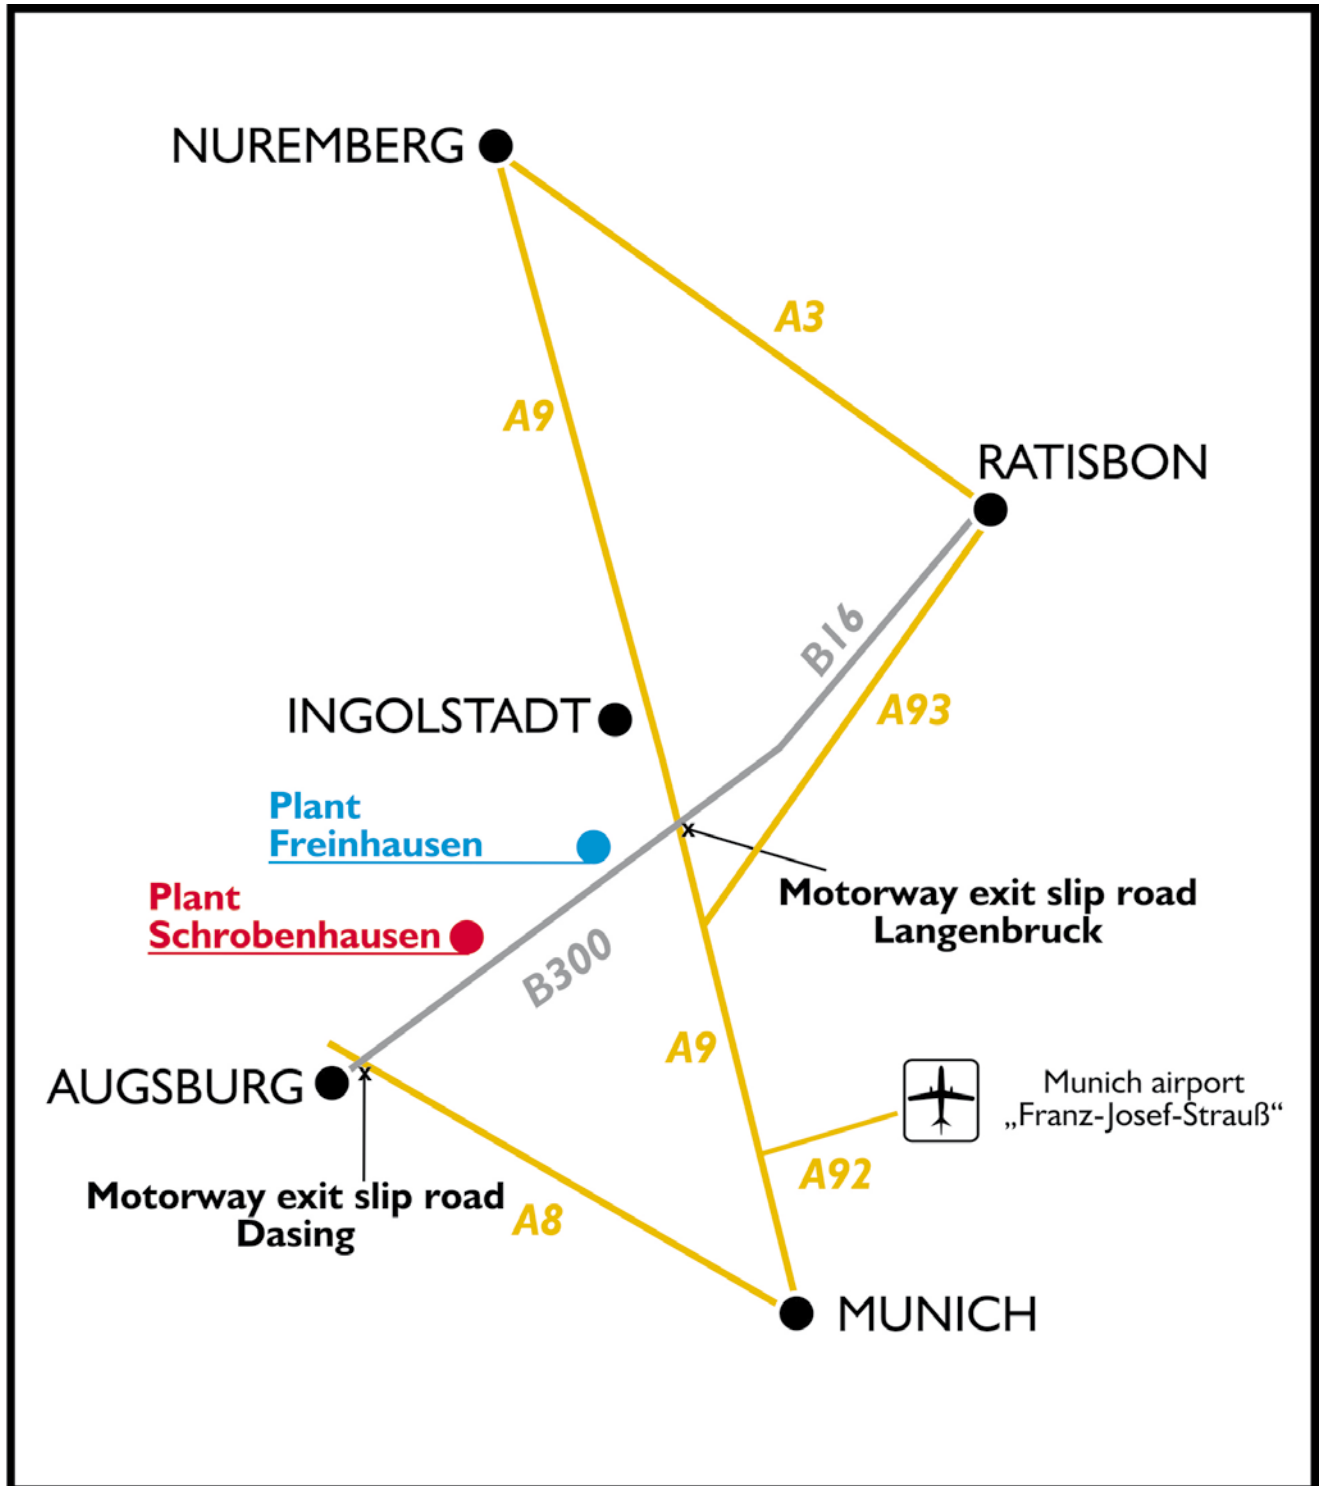 NUREMBERG
A3
A9
RATISBON
B16
A93
INGOLSTADT
Plant
Freinhausen
Motorway exit slip road
Langenbruck
Plant
Schrobenhausen
B300
A9
AUGSBURG
Munich airport
„Franz-Josef-Strauß“
A92
Motorway exit slip road
Dasing
A8
MUNICH